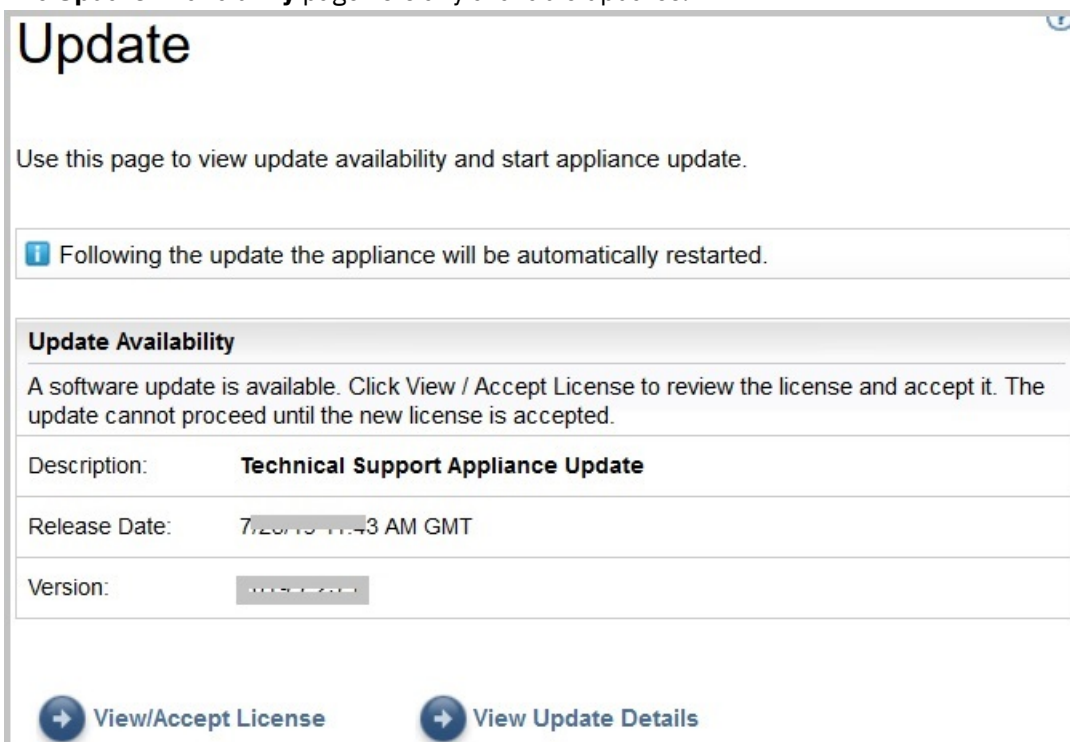 Update
Use this page to view update availability and start appliance update.
Following the update the appliance will be automatically restarted.
Update Availability
A software update is available. Click View / Accept License to review the license and accept it. The
update cannot proceed until the new license is accepted.
Description: Technical Support Appliance Update
Release Date: AM GMT
Version:
View/Accept License View Update Details